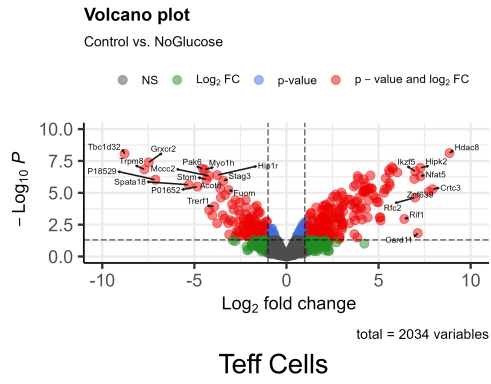 Volcano plot
Control vs. NoGlucose
NS Log₂ FC p-value p − value and log₂ FC
10.0
7.5
5.0
2.5
0.0
− Log₁₀ P
Tbc1d32
Grxcr2
Trpm8
P18529
Mccc2
Pak6
Myo1h
Hip1r
Stom
Stag3
Spata18
Acot8
P01652
Fuom
Trerf1
Hdac8
Ikzf5
Hipk2
Nfat5
Crtc3
Znf639
Rfc2
Rif1
Card11
-10 -5 0 5 10
Log₂ fold change
total = 2034 variables
Teff Cells